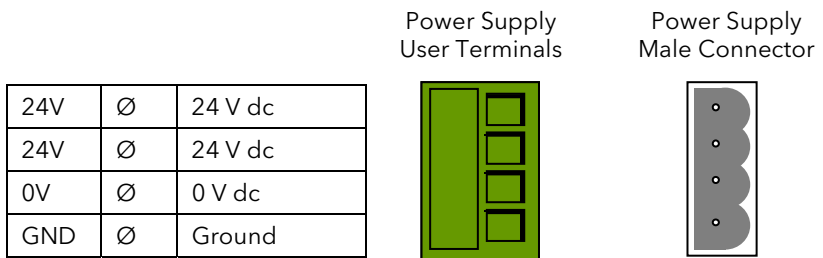 Power Supply
User Terminals
Power Supply
Male Connector
24V Ø 24 V dc
24V Ø 24 V dc
0V Ø 0 V dc
GND Ø Ground